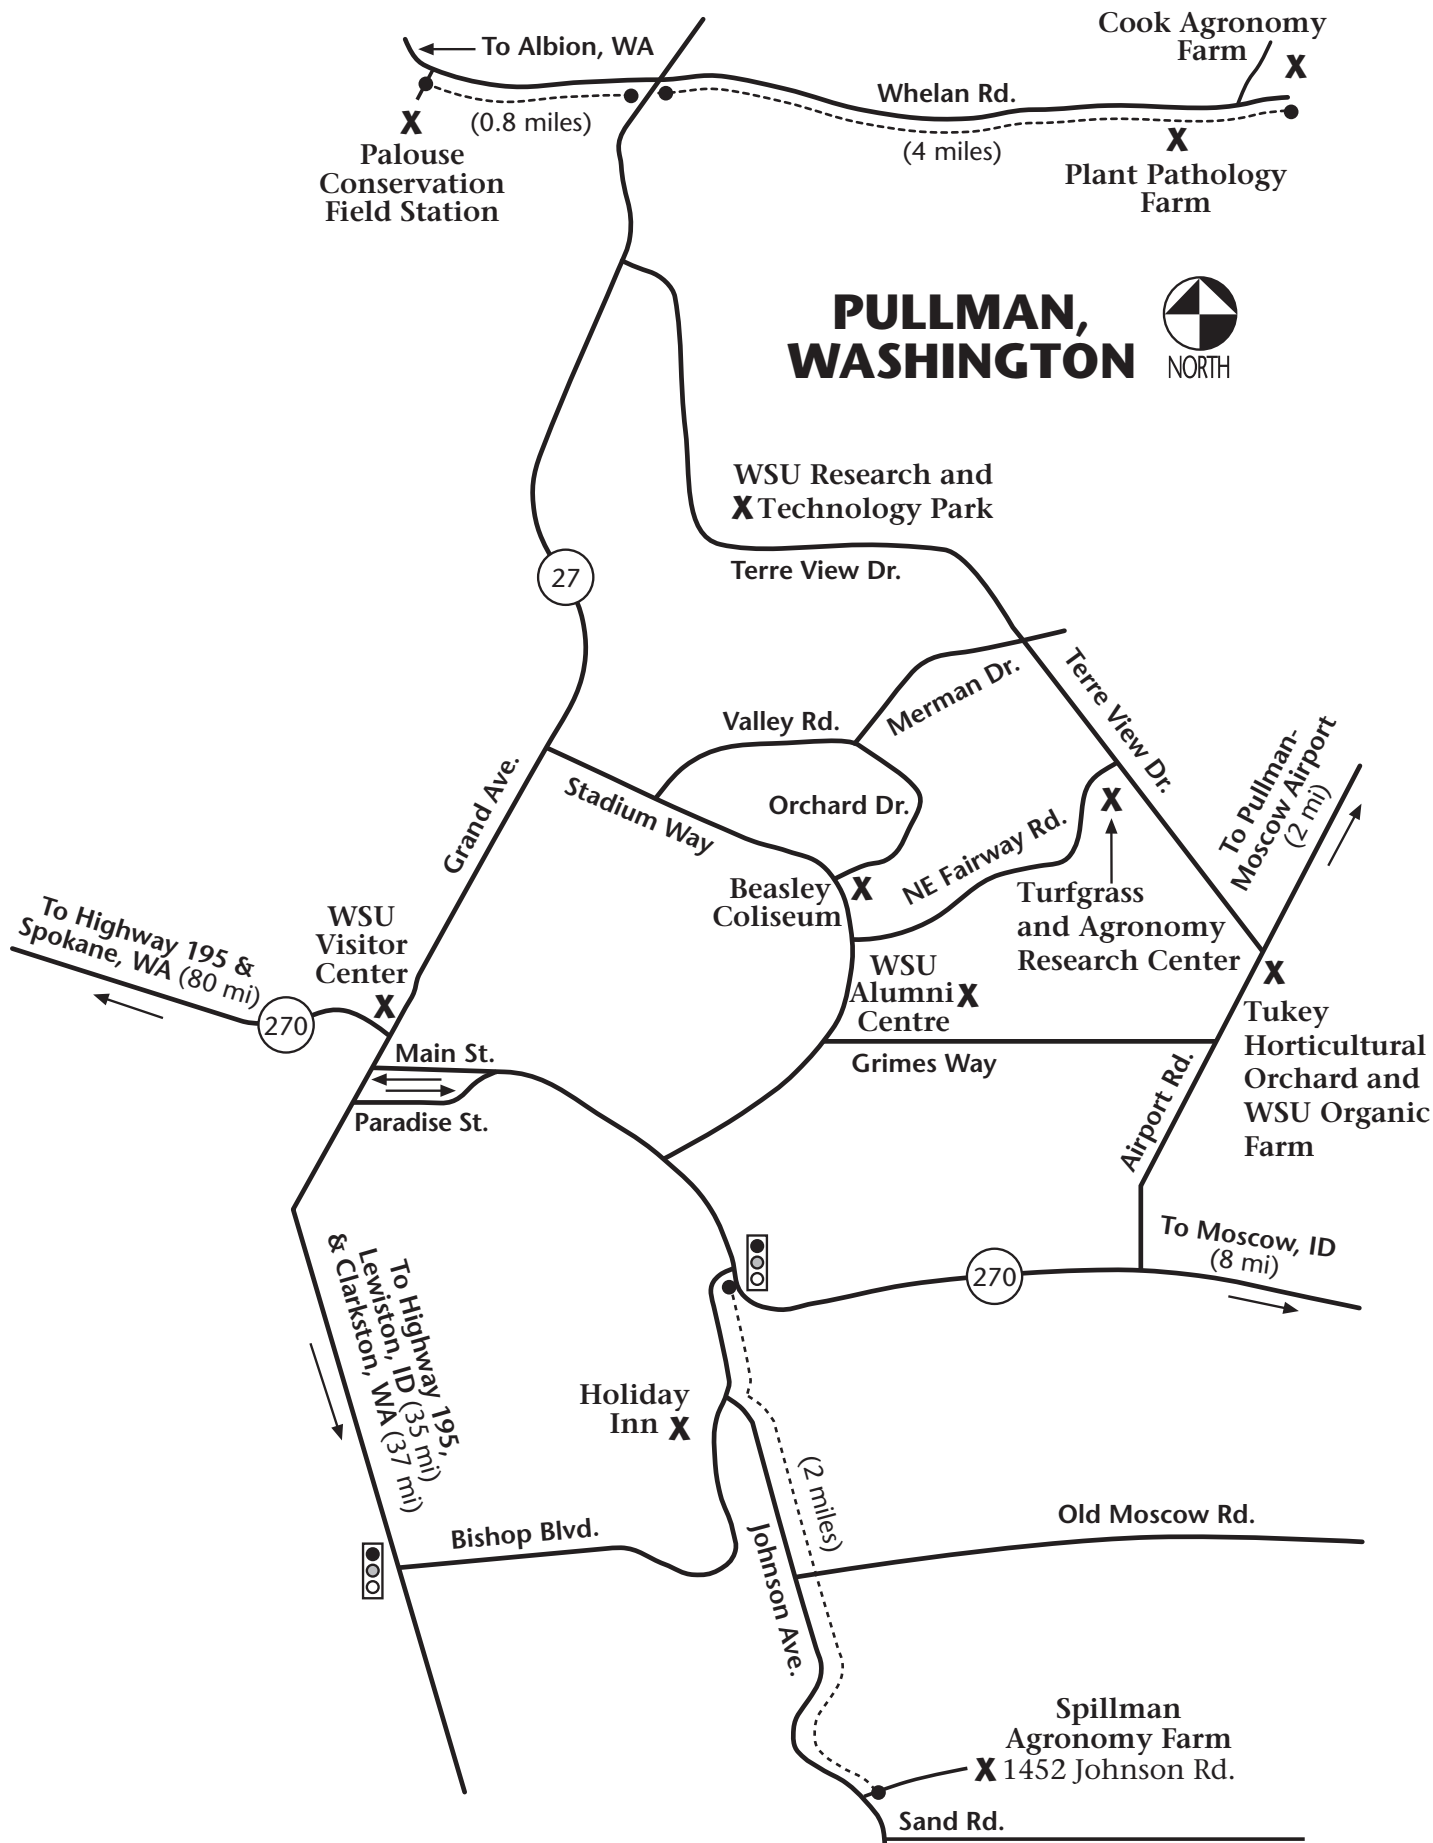 To Albion, WA
(0.8 miles)
Palouse
Conservation
Field Station
Cook Agronomy
Farm
X
Whelan Rd.
(4 miles)
X
X
Plant Pathology
Farm
PULLMAN,
WASHINGTON
NORTH
WSU Research and
X Technology Park
Terre View Dr.
27
Merman Dr.
Terre View Dr.
Valley Rd.
Orchard Dr.
Stadium Way
Grand Ave.
NE Fairway Rd.
X
Turfgrass
and Agronomy
Research Center
To Pullman-
Moscow Airport
(2 mi)
Beasley
Coliseum
X
WSU
Visitor
Center
X
To Highway 195 &
Spokane, WA (80 mi)
270
WSU
Alumni X
Centre
X
Tukey
Horticultural
Orchard and
WSU Organic
Farm
Main St.
Paradise St.
Grimes Way
Airport Rd.
To Moscow, ID
(8 mi)
270
To Highway 195,
Lewiston, ID (35 mi)
& Clarkston, WA (37 mi)
Holiday
Inn X
(2 miles)
Bishop Blvd.
Johnson Ave.
Old Moscow Rd.
Spillman
Agronomy Farm
X 1452 Johnson Rd.
Sand Rd.